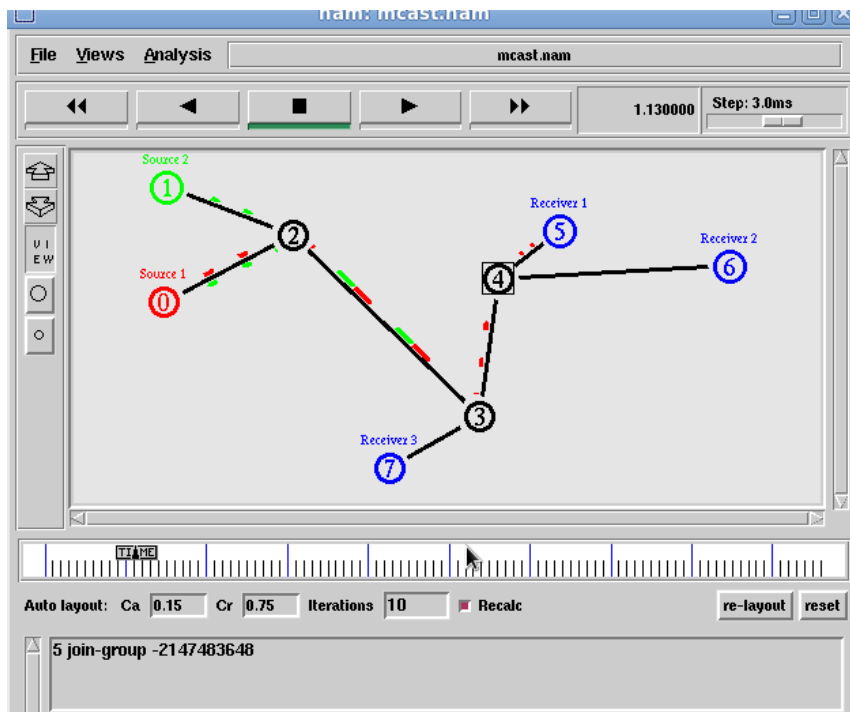 nam: mcast.nam
File Views Analysis mcast.nam
1.130000 Step: 3.0ms
VIEW
Source 2
1
2
Source 1
0
Receiver 1
5
Receiver 2
6
4
3
Receiver 3
7
TIME
Auto layout: Ca 0.15 Cr 0.75 Iterations 10 Recalc re-layout reset
5 join-group -2147483648